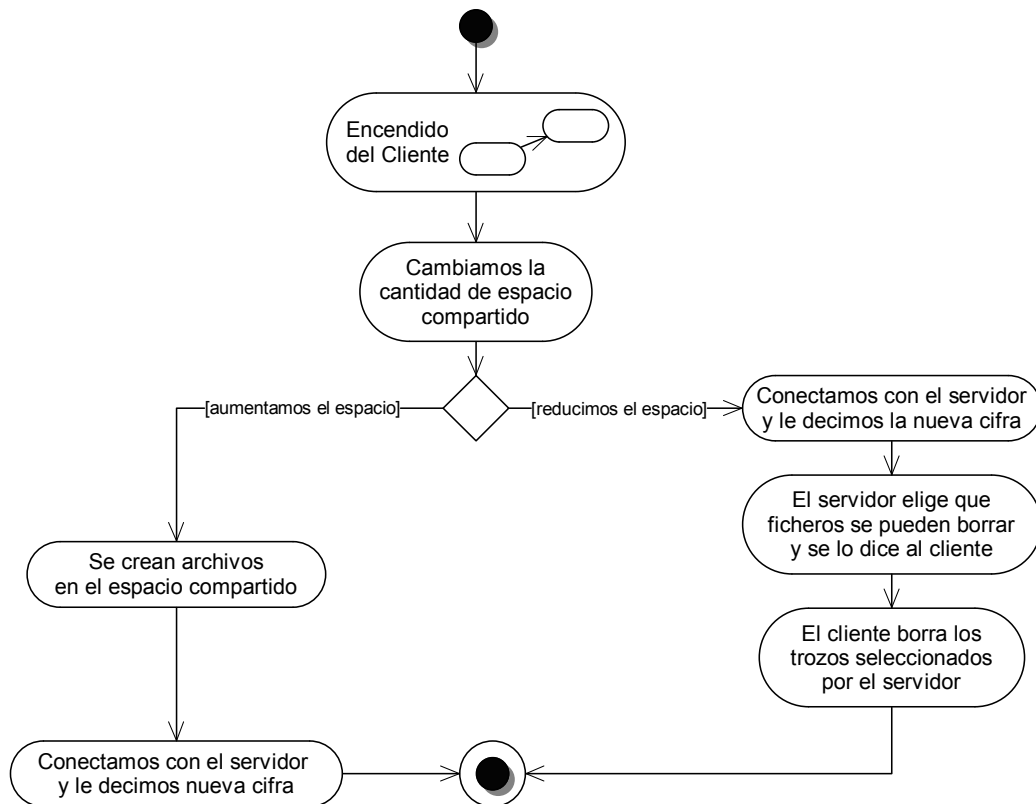 Encendido
del Cliente
Cambiamos la
cantidad de espacio
compartido
[aumentamos el espacio]
[reducimos el espacio]
Conectamos con el servidor
y le decimos la nueva cifra
El servidor elige que
ficheros se pueden borrar
y se lo dice al cliente
Se crean archivos
en el espacio compartido
El cliente borra los
trozos seleccionados
por el servidor
Conectamos con el servidor
y le decimos nueva cifra